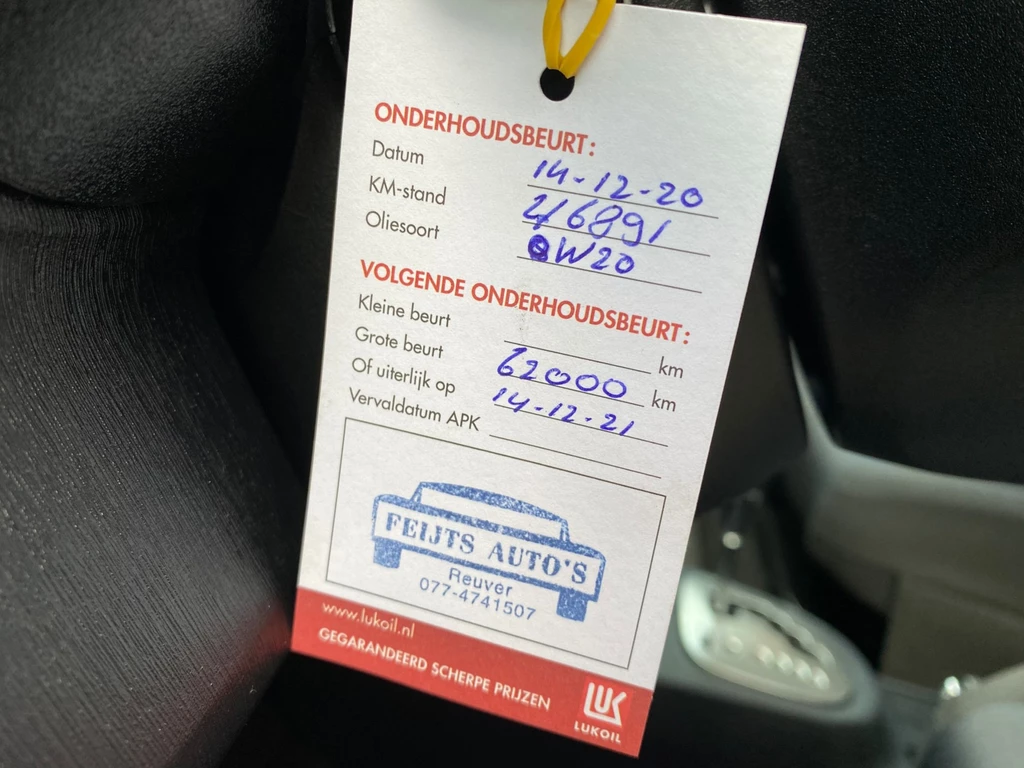 ONDERHOUDSBEURT:
Datum 14-12-20
KM-stand 46891
Oliesoort 0W20
VOLGENDE ONDERHOUDSBEURT:
Kleine beurt km
Grote beurt 62000 km
Of uiterlijk op 14-12-21
Vervaldatum APK
FEIJTS AUTO'S
Reuver
077-4741507
www.lukoil.nl
GEGARANDEERD SCHERPE PRIJZEN
LUK
LUKOIL